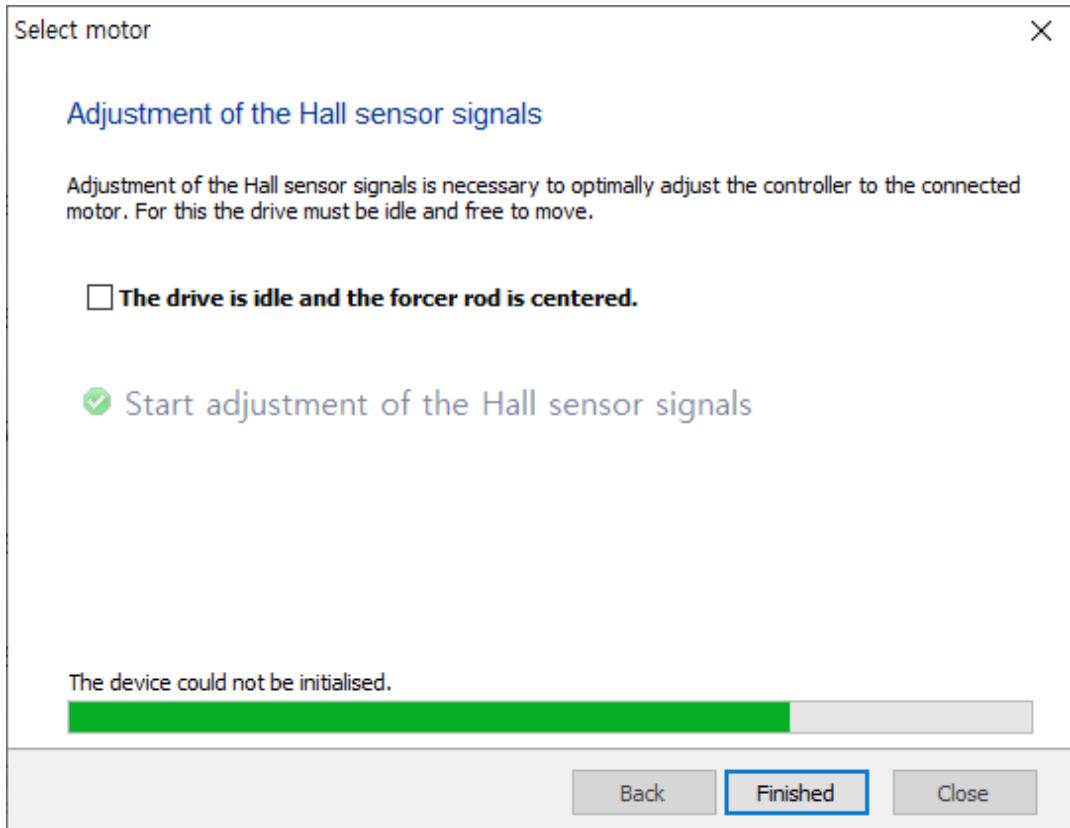 Select motor
Adjustment of the Hall sensor signals
Adjustment of the Hall sensor signals is necessary to optimally adjust the controller to the connected
motor. For this the drive must be idle and free to move.
The drive is idle and the forcer rod is centered.
Start adjustment of the Hall sensor signals
The device could not be initialised.
Back Finished Close